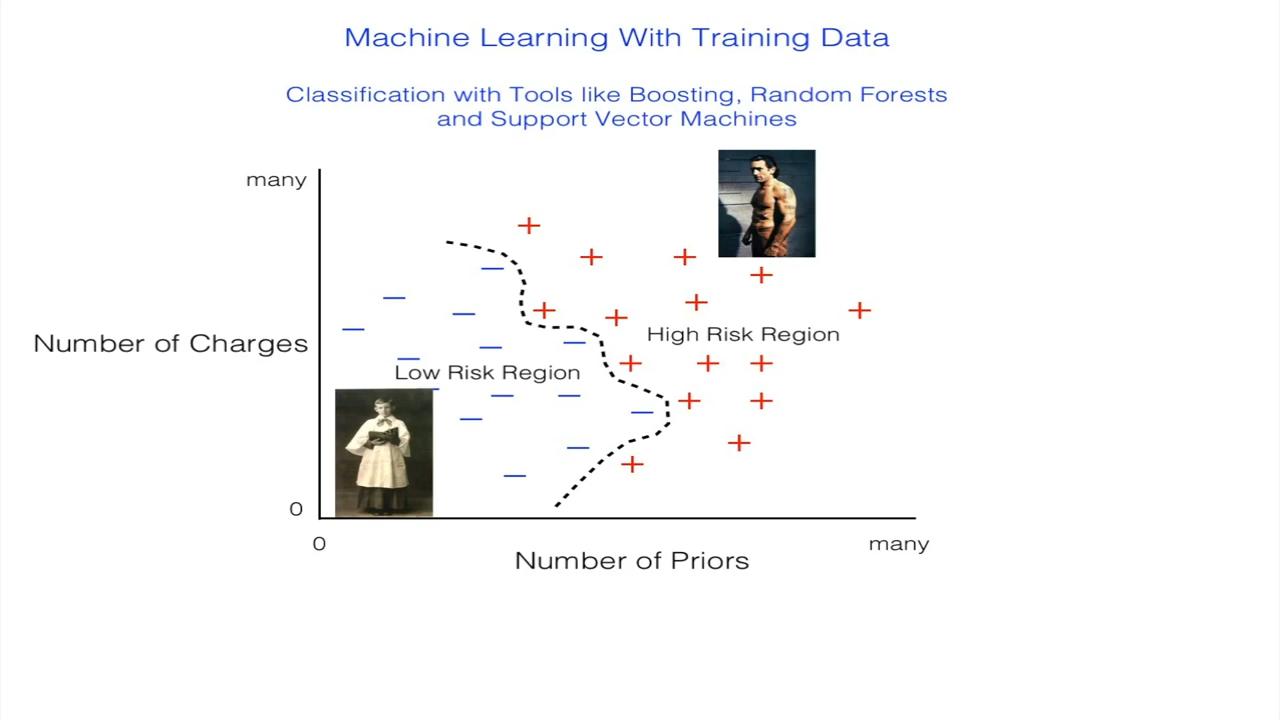 Machine Learning With Training Data
Classification with Tools like Boosting, Random Forests
and Support Vector Machines
many
Number of Charges
High Risk Region
Low Risk Region
0
0
many
Number of Priors